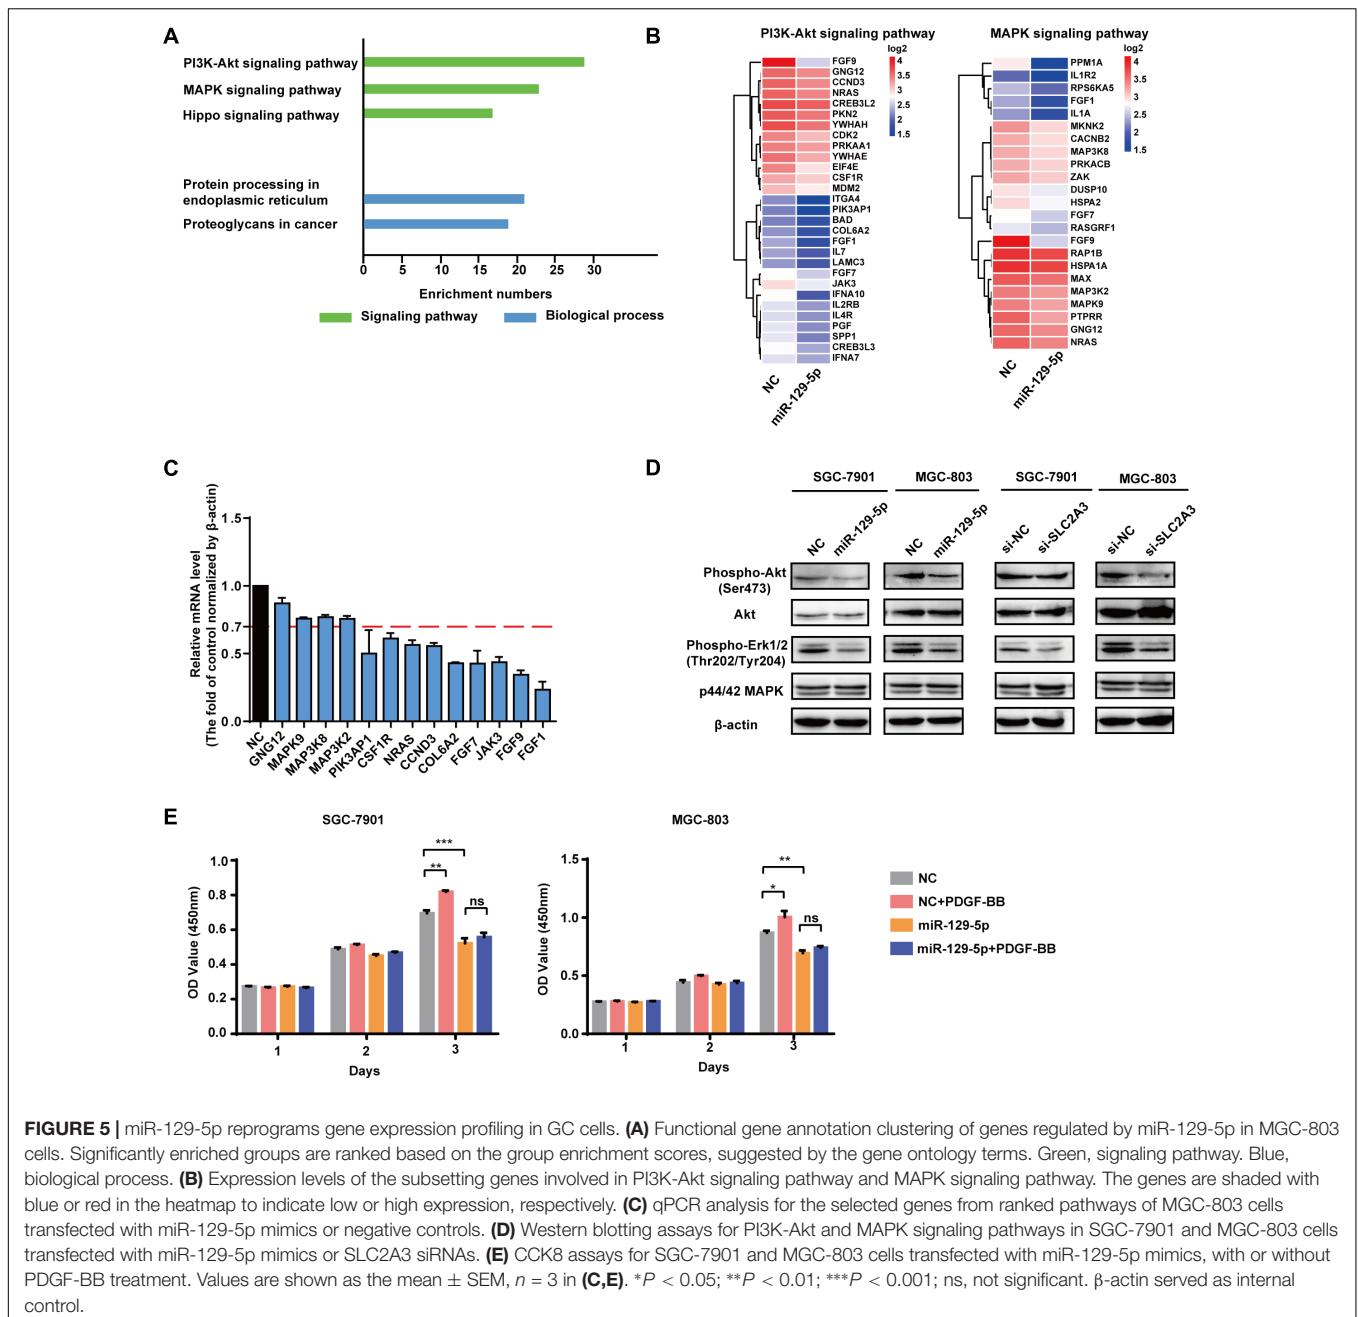 A
PI3K-Akt signaling pathway
MAPK signaling pathway
Hippo signaling pathway
Protein processing in
endoplasmic reticulum
Proteoglycans in cancer
0 5 10 15 20 25 30
Enrichment numbers
Signaling pathway
Biological process
B
PI3K-Akt signaling pathway
log2
4
3.5
3
2.5
2
1.5
FGF9
GNG12
CCND3
NRAS
CREB3L2
PKN2
YWHAH
CDK2
PRKAA1
YWHAE
EIF4E
CSF1R
MDM2
ITGA4
PIK3AP1
BAD
COL6A2
FGF1
IL7
LAMC3
FGF7
JAK3
IFNA10
IL2RB
IL4R
PGF
SPP1
CREB3L3
IFNA7
NC
miR-129-5p
MAPK signaling pathway
log2
4
3.5
3
2.5
2
1.5
PPM1A
IL1R2
RPS6KA5
FGF1
IL1A
MKNK2
CACNB2
MAP3K8
PRKACB
ZAK
DUSP10
HSPA2
FGF7
RASGRF1
FGF9
RAP1B
HSPA1A
MAX
MAP3K2
MAPK9
PTPRR
GNG12
NRAS
NC
miR-129-5p
C
Relative mRNA level
(The fold of control normalized by β-actin)
1.5
1.0
0.7
0.5
0.0
NC
GNG12
MAPK9
MAP3K8
MAP3K2
PIK3AP1
CSF1R
NRAS
CCND3
COL6A2
FGF7
JAK3
FGF9
FGF1
D
SGC-7901 MGC-803 SGC-7901 MGC-803
NC miR-129-5p NC miR-129-5p si-NC si-SLC2A3 si-NC si-SLC2A3
Phospho-Akt
(Ser473)
Akt
Phospho-Erk1/2
(Thr202/Tyr204)
p44/42 MAPK
β-actin
E
SGC-7901
OD Value (450nm)
1.0
0.8
0.6
0.4
0.2
0.0
***
**
ns
1 2 3
Days
MGC-803
OD Value (450nm)
1.5
1.0
0.5
0.0
**
*
ns
1 2 3
Days
NC
NC+PDGF-BB
miR-129-5p
miR-129-5p+PDGF-BB
FIGURE 5 | miR-129-5p reprograms gene expression profiling in GC cells. (A) Functional gene annotation clustering of genes regulated by miR-129-5p in MGC-803
cells. Significantly enriched groups are ranked based on the group enrichment scores, suggested by the gene ontology terms. Green, signaling pathway. Blue,
biological process. (B) Expression levels of the subsetting genes involved in PI3K-Akt signaling pathway and MAPK signaling pathway. The genes are shaded with
blue or red in the heatmap to indicate low or high expression, respectively. (C) qPCR analysis for the selected genes from ranked pathways of MGC-803 cells
transfected with miR-129-5p mimics or negative controls. (D) Western blotting assays for PI3K-Akt and MAPK signaling pathways in SGC-7901 and MGC-803 cells
transfected with miR-129-5p mimics or SLC2A3 siRNAs. (E) CCK8 assays for SGC-7901 and MGC-803 cells transfected with miR-129-5p mimics, with or without
PDGF-BB treatment. Values are shown as the mean ± SEM, n = 3 in (C,E). *P < 0.05; **P < 0.01; ***P < 0.001; ns, not significant. β-actin served as internal
control.